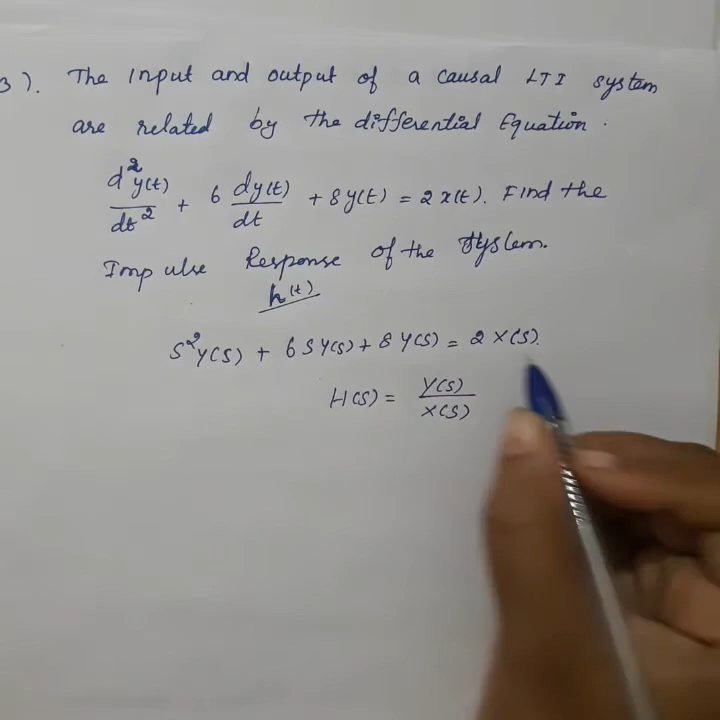 3). The Input and output of a causal LTI system
are related by the differential Equation.
d²y(t)/dt² + 6 dy(t)/dt + 8y(t) = 2x(t). Find the
Impulse Response of the System.
h(t)
S²Y(S) + 6SY(S) + 8Y(S) = 2X(S).
H(S) = Y(S)/X(S)